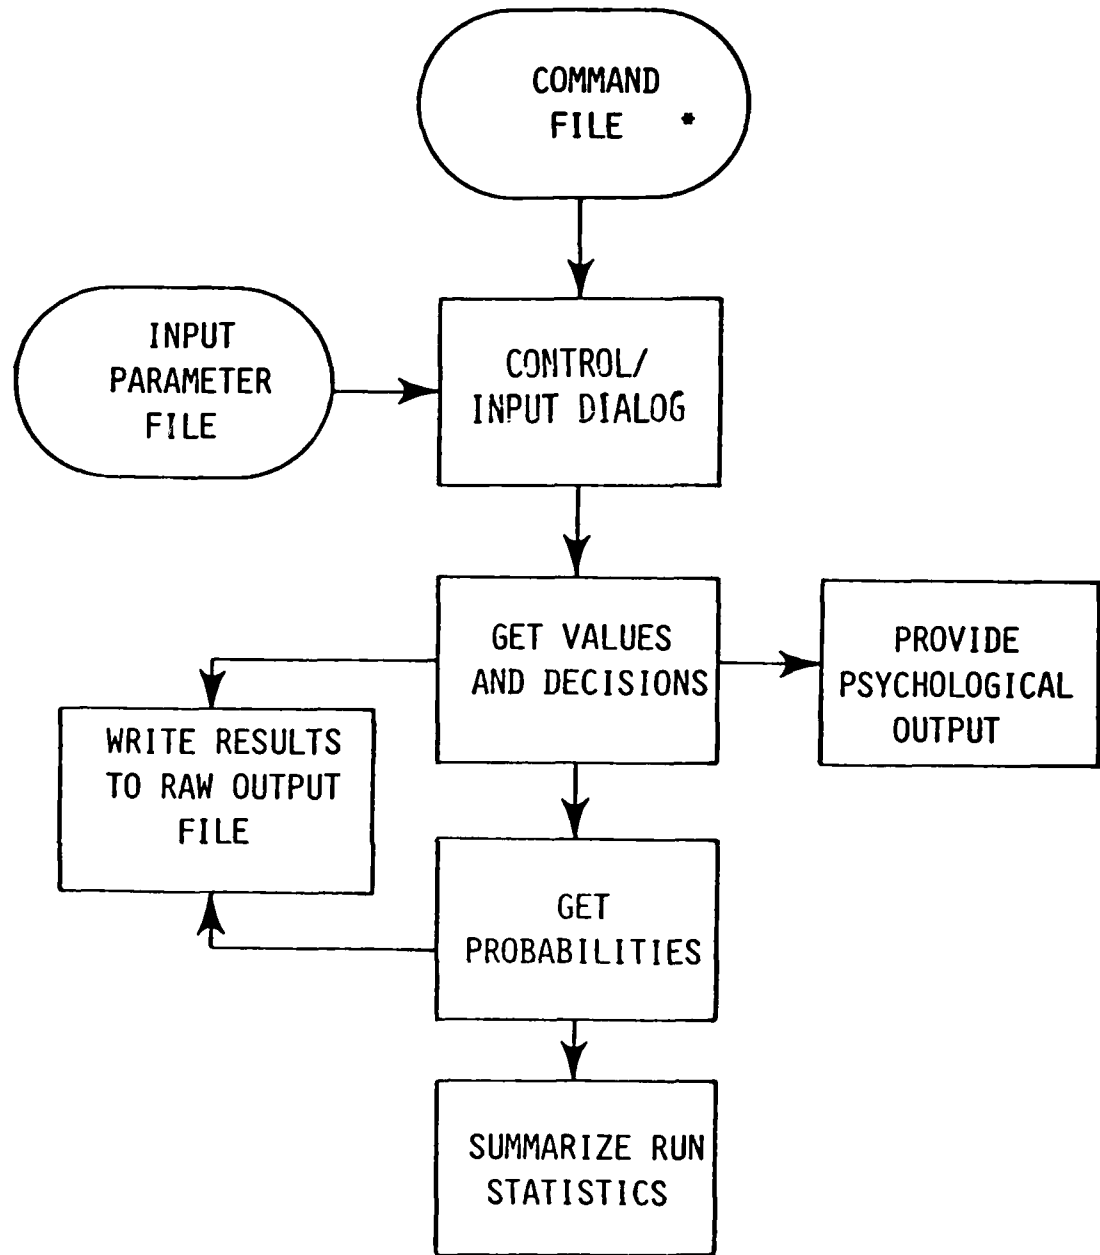 COMMAND
FILE *
INPUT
PARAMETER
FILE
CONTROL/
INPUT DIALOG
GET VALUES
AND DECISIONS
PROVIDE
PSYCHOLOGICAL
OUTPUT
WRITE RESULTS
TO RAW OUTPUT
FILE
GET
PROBABILITIES
SUMMARIZE RUN
STATISTICS